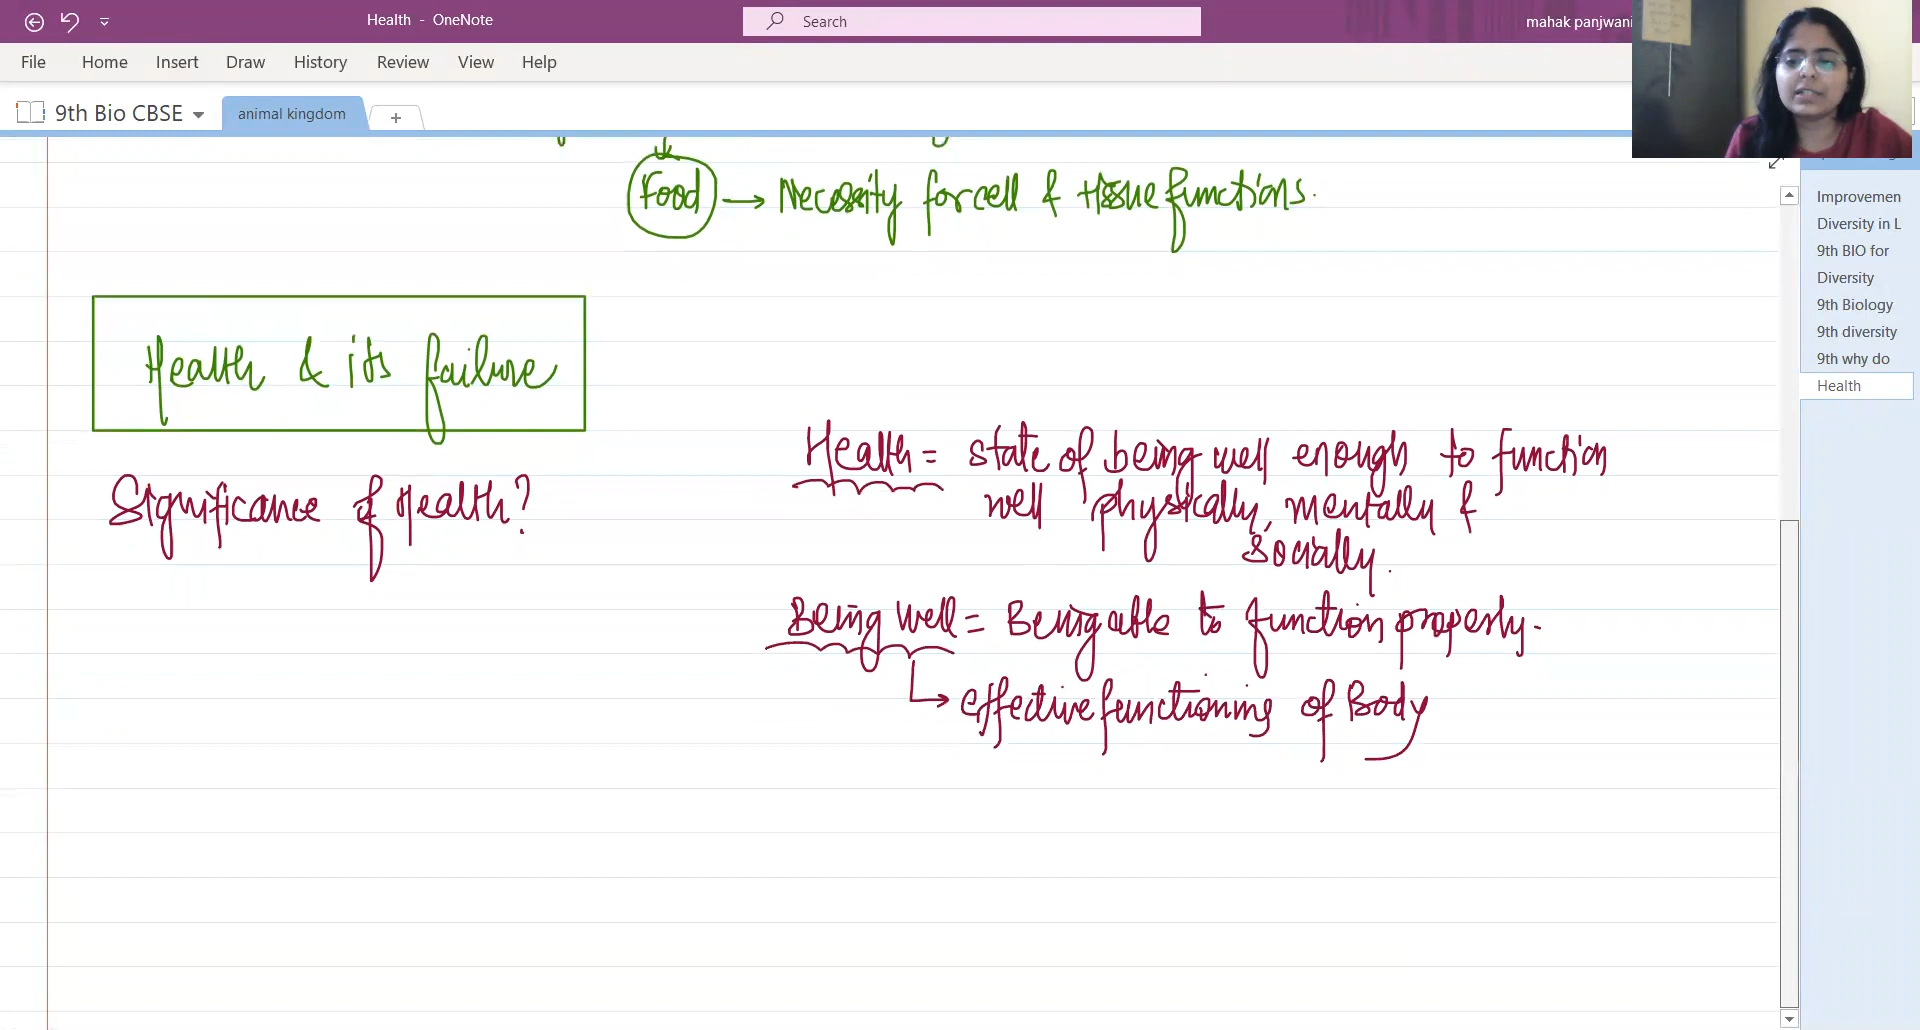 Health - OneNote
Search
mahak panjwani
File Home Insert Draw History Review View Help
9th Bio CBSE
animal kingdom
+
Food → Necessity for cell & tissue functions.
Health & its failure
Significance of Health?
Health = state of being well enough to function
well physically, mentally &
socially.
Being well = Being able to function properly.
effective functioning of Body
Improvemen
Diversity in L
9th BIO for
Diversity
9th Biology
9th diversity
9th why do
Health